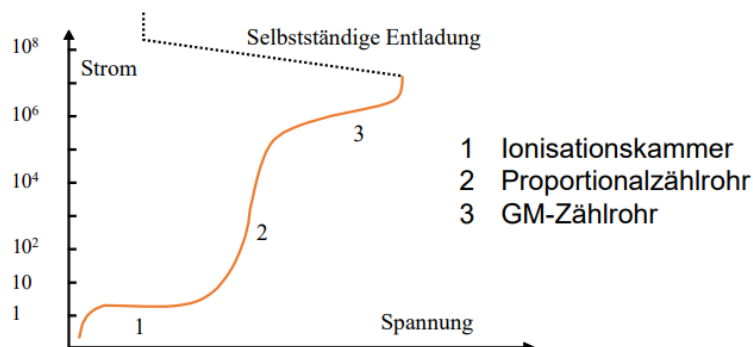 Selbstständige Entladung
10⁸
Strom
10⁶
3
10⁴
2
10²
10
1
1
Spannung
1 Ionisationskammer
2 Proportionalzählrohr
3 GM-Zählrohr